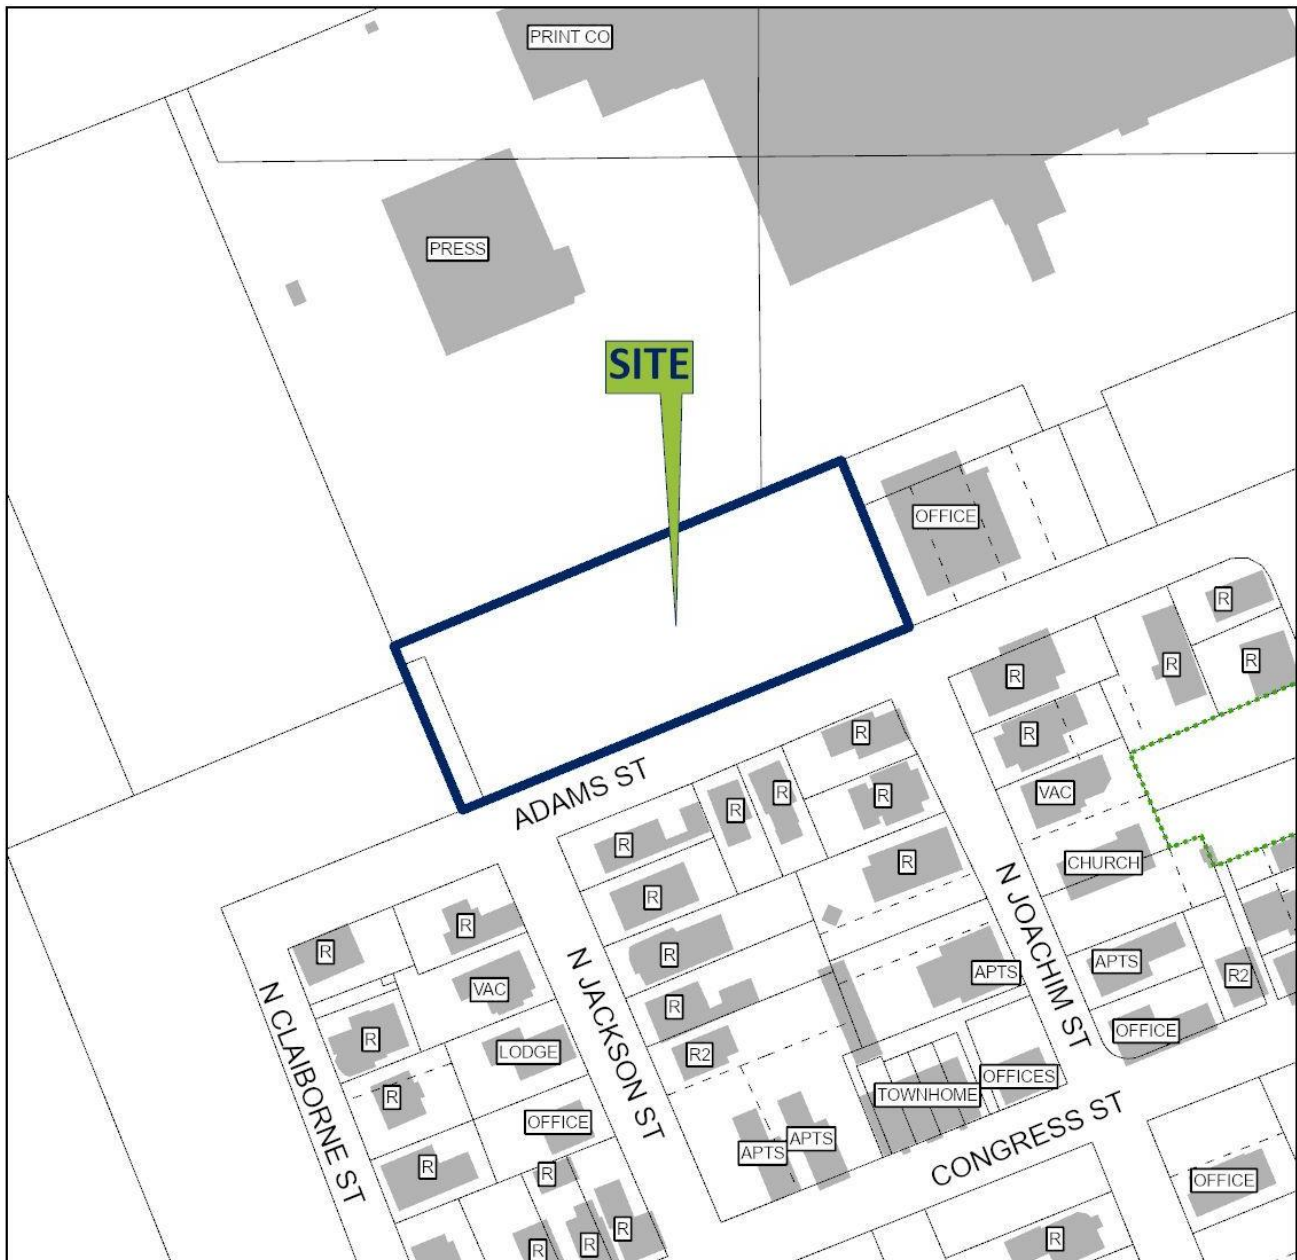 PRINT CO
PRESS
SITE
OFFICE
R
R
R
R
R
R
VAC
CHURCH
ADAMS ST
R
R
R
R
R
R
R
R
R
R
R2
N JOACHIM ST
APTS
APTS
R2
OFFICE
R
R
VAC
N JACKSON ST
N CLAIBORNE ST
R
LODGE
R
OFFICE
R
R
R
R
R
APTS
APTS
TOWNHOME
OFFICES
CONGRESS ST
OFFICE
R